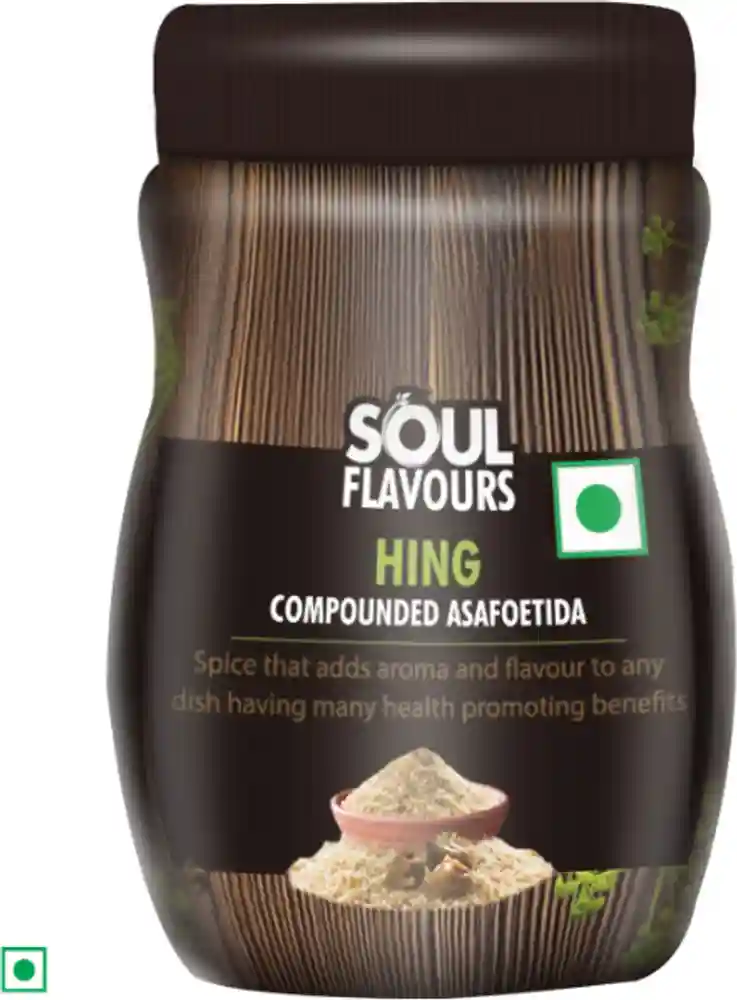 SOUL
FLAVOURS
HING
COMPOUNDED ASAFOETIDA
Spice that adds aroma and flavour to any
dish having many health promoting benefits